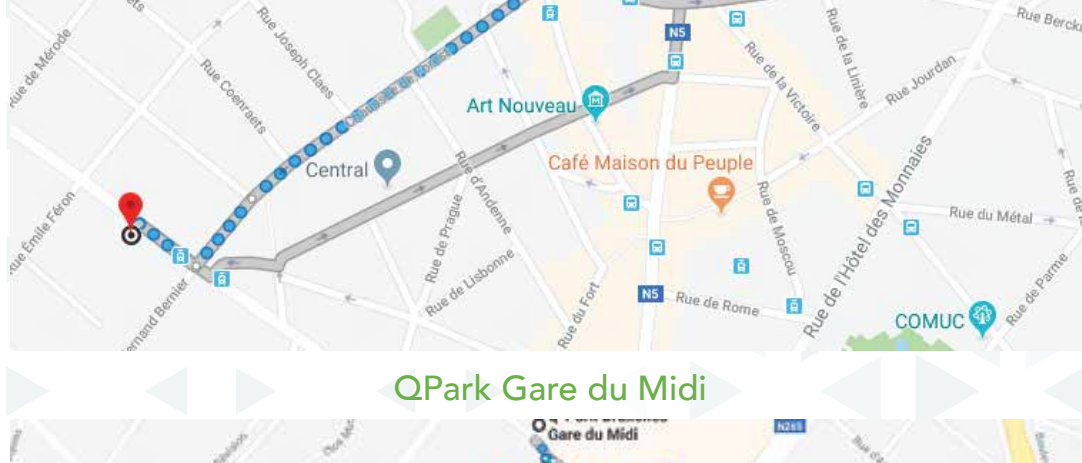 Rue de Mérode
Rue Joseph Claes
Rue Coenraets
N5
Rue de la Victoire
Rue de la Linière
Rue Jourdan
Art Nouveau
Central
Café Maison du Peuple
Rue d'Andenne
Rue de Prague
Rue de Lisbonne
Rue Émile Féron
Rue de Moscou
Rue de l'Hôtel des Monnaies
Rue du Métal
Rue de Parme
N5
Rue de Rome
Rue du Fort
COMUC
QPark Gare du Midi
Gare du Midi
N265